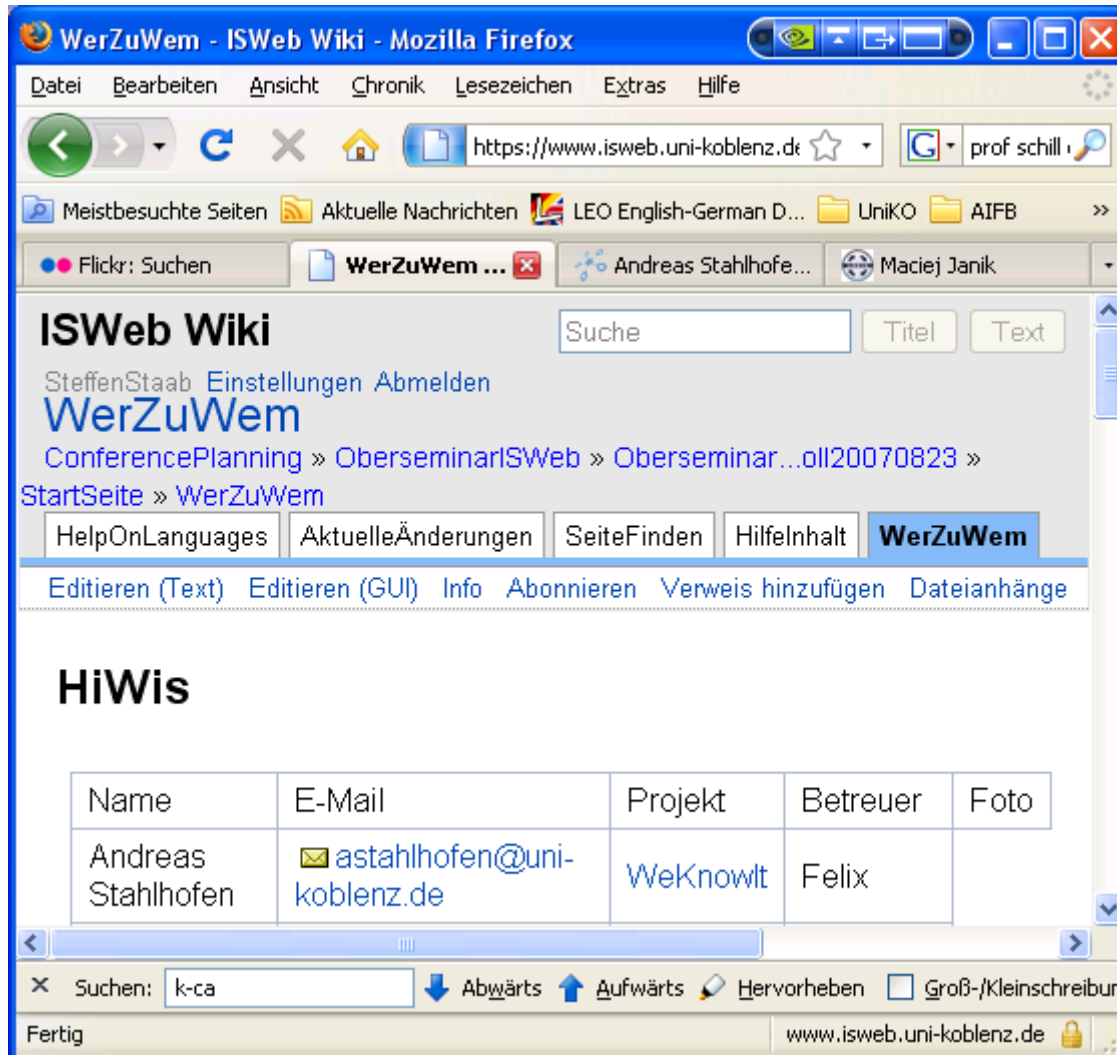 WerZuWem - ISWeb Wiki - Mozilla Firefox
Datei Bearbeiten Ansicht Chronik Lesezeichen Extras Hilfe
https://www.isweb.uni-koblenz.de G prof schill
Meistbesuchte Seiten Aktuelle Nachrichten LEO English-German D... UniKO AIFB »
Flickr: Suchen WerZuWem ... Andreas Stahlhofe... Maciej Janik
ISWeb Wiki Suche Titel Text
SteffenStaab Einstellungen Abmelden
WerZuWem
ConferencePlanning » OberseminarISWeb » Oberseminar...oll20070823 »
StartSeite » WerZuWem
HelpOnLanguages AktuelleÄnderungen SeiteFinden HilfeInhalt WerZuWem
Editieren (Text) Editieren (GUI) Info Abonnieren Verweis hinzufügen Dateianhänge
HiWis
Name E-Mail Projekt Betreuer Foto
Andreas Stahlhofen astahlhofen@uni-koblenz.de WeKnowIt Felix
Suchen: k-ca Abwärts Aufwärts Hervorheben Groß-/Kleinschreibur
Fertig www.isweb.uni-koblenz.de